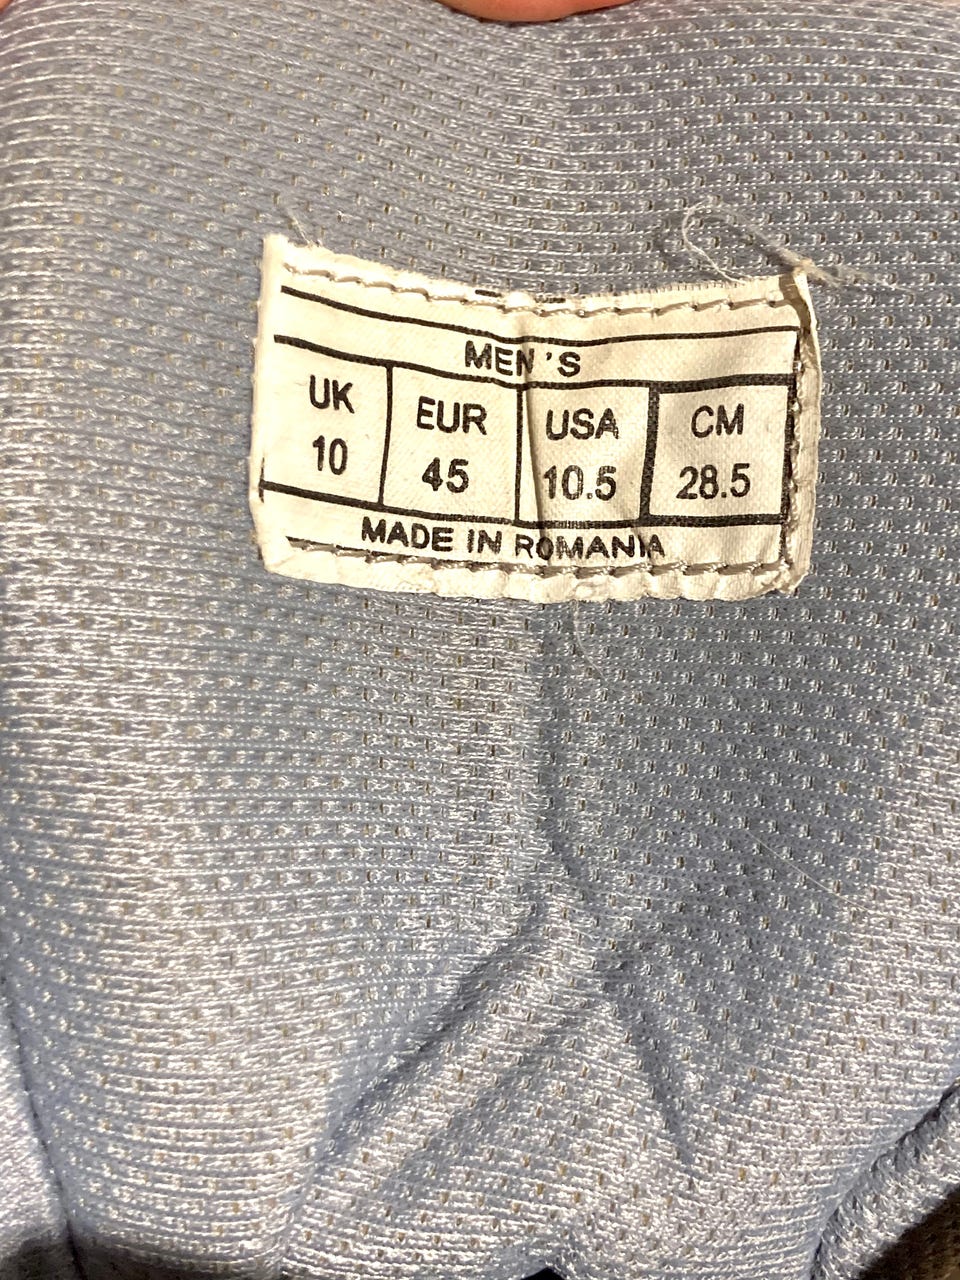 MEN'S
UK EUR USA CM
10 45 10.5 28.5
MADE IN ROMANIA